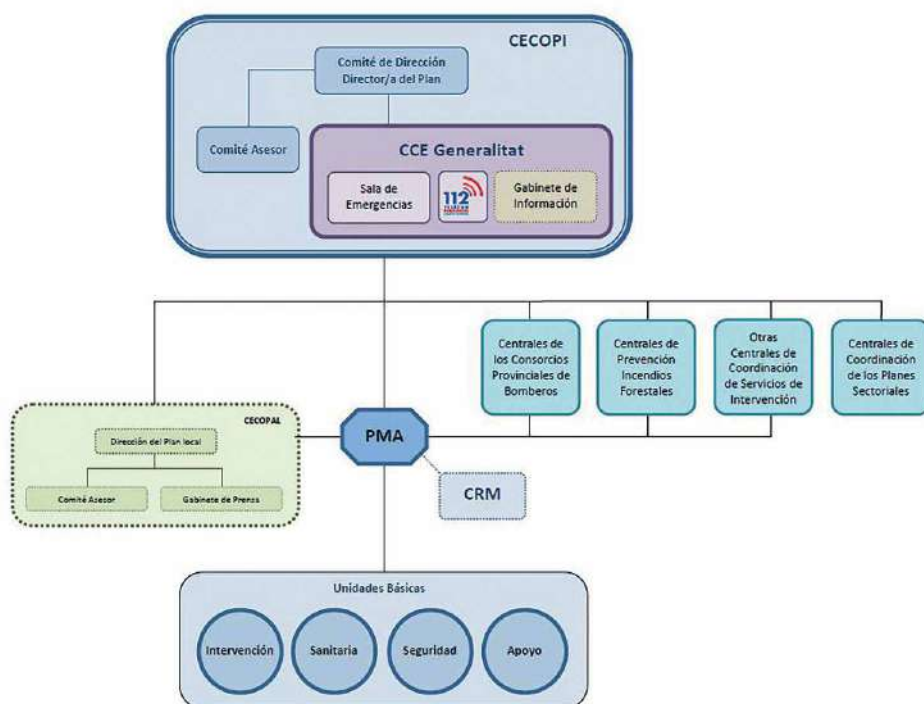 CECOPI
Comité de Dirección
Director/a del Plan
Comité Asesor
CCE Generalitat
Sala de
Emergencias
112
Gabinete de
Información
Centrales de
los Consorcios
Provinciales de
Bomberos
Centrales de
Prevención
Incendios
Forestales
Otras
Centrales de
Coordinación
de Servicios de
Intervención
Centrales de
Coordinación
de los Planes
Sectoriales
CECOPAL
Dirección del Plan local
Comité Asesor
Gabinete de Prensa
PMA
CRM
Unidades Básicas
Intervención
Sanitaria
Seguridad
Apoyo